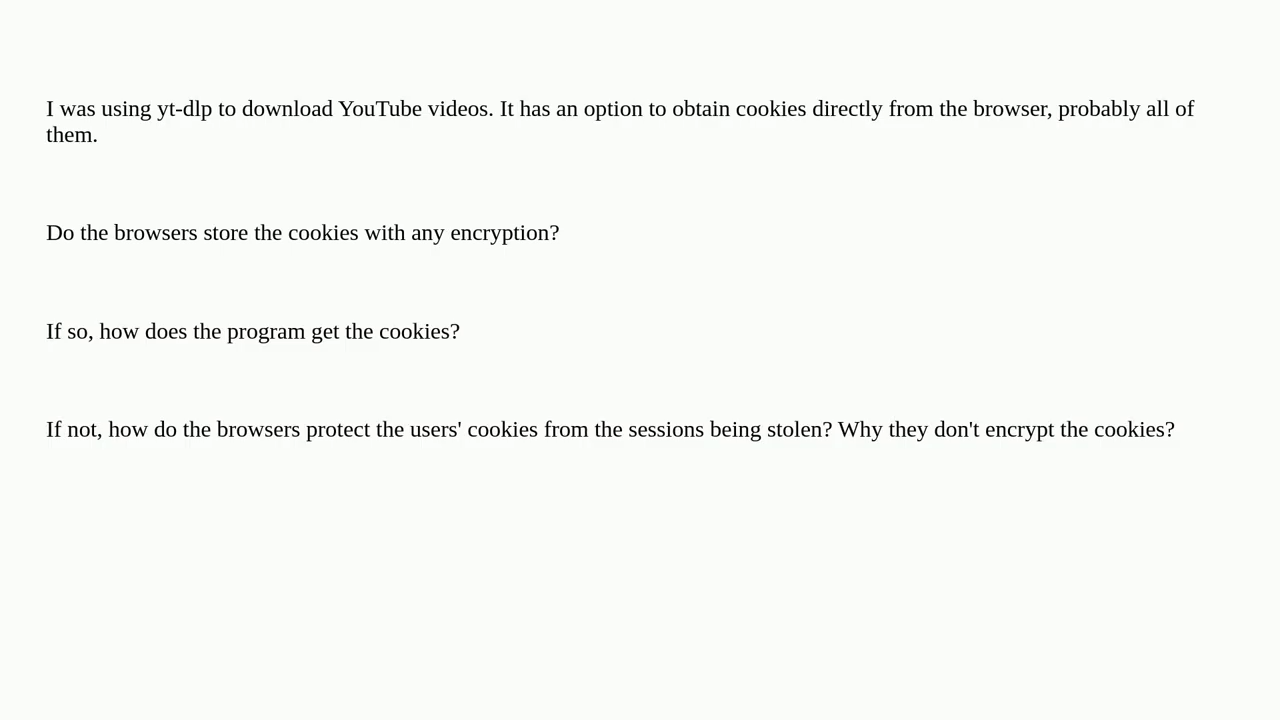 I was using yt-dlp to download YouTube videos. It has an option to obtain cookies directly from the browser, probably all of
them.
Do the browsers store the cookies with any encryption?
If so, how does the program get the cookies?
If not, how do the browsers protect the users' cookies from the sessions being stolen? Why they don't encrypt the cookies?